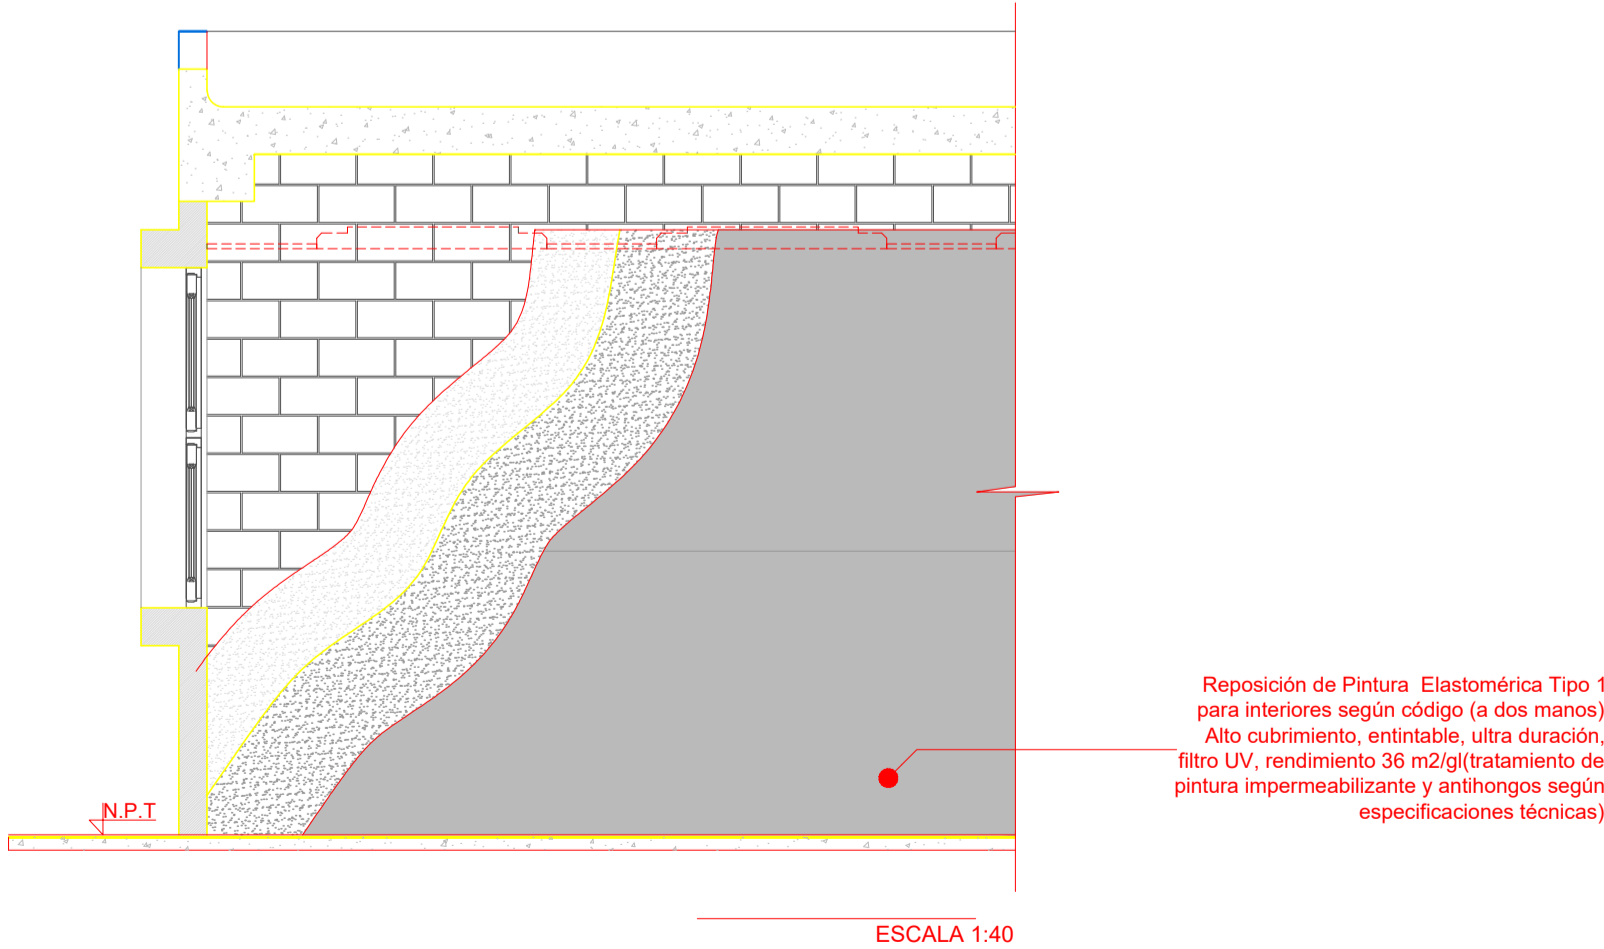 Reposición de Pintura  Elastomérica Tipo 1
para interiores según código (a dos manos)
Alto cubrimiento, entintable, ultra duración,
filtro UV, rendimiento 36 m2/gl(tratamiento de
pintura impermeabilizante y antihongos según
especificaciones técnicas)
N.P.T
ESCALA 1:40